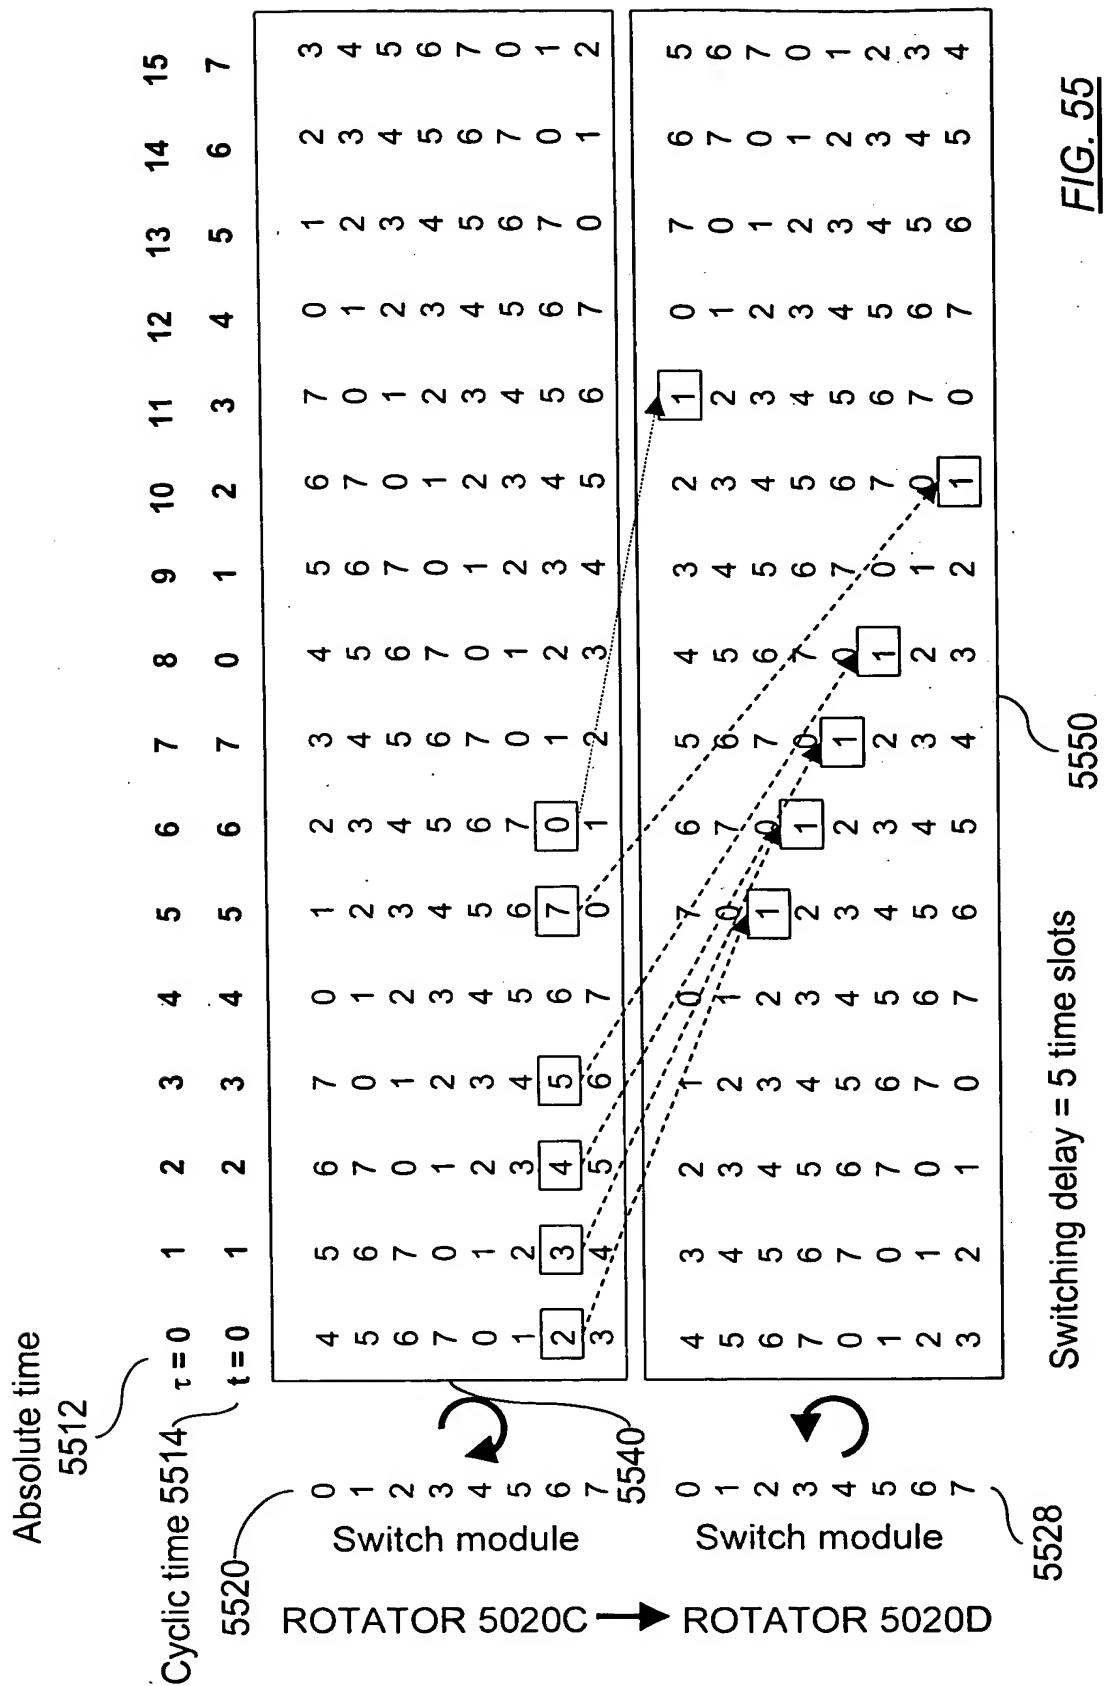 Absolute time
5512
τ = 0 1 2 3 4 5 6 7 8 9 10 11 12 13 14 15
Cyclic time 5514
t = 0 1 2 3 4 5 6 7 0 1 2 3 4 5 6 7
5520
0 4 5 6 7 0 1 2 3 4 5 6 7 0 1 2 3
1 5 6 7 0 1 2 3 4 5 6 7 0 1 2 3 4
2 6 7 0 1 2 3 4 5 6 7 0 1 2 3 4 5
3 7 0 1 2 3 4 5 6 7 0 1 2 3 4 5 6
4 0 1 2 3 4 5 6 7 0 1 2 3 4 5 6 7
5 1 2 3 4 5 6 7 0 1 2 3 4 5 6 7 0
6 2 3 4 5 6 7 0 1 2 3 4 5 6 7 0 1
7 3 4 5 6 7 0 1 2 3 4 5 6 7 0 1 2
Switch module
5540
0 4 3 2 1 0 7 6 5 4 3 2 1 0 7 6 5
1 5 4 3 2 1 0 7 6 5 4 3 2 1 0 7 6
2 6 5 4 3 2 1 0 7 6 5 4 3 2 1 0 7
3 7 6 5 4 3 2 1 0 7 6 5 4 3 2 1 0
4 0 7 6 5 4 3 2 1 0 7 6 5 4 3 2 1
5 1 0 7 6 5 4 3 2 1 0 7 6 5 4 3 2
6 2 1 0 7 6 5 4 3 2 1 0 7 6 5 4 3
7 3 2 1 0 7 6 5 4 3 2 1 0 7 6 5 4
Switch module
5528
5550
ROTATOR 5020C → ROTATOR 5020D
Switching delay = 5 time slots
FIG. 55